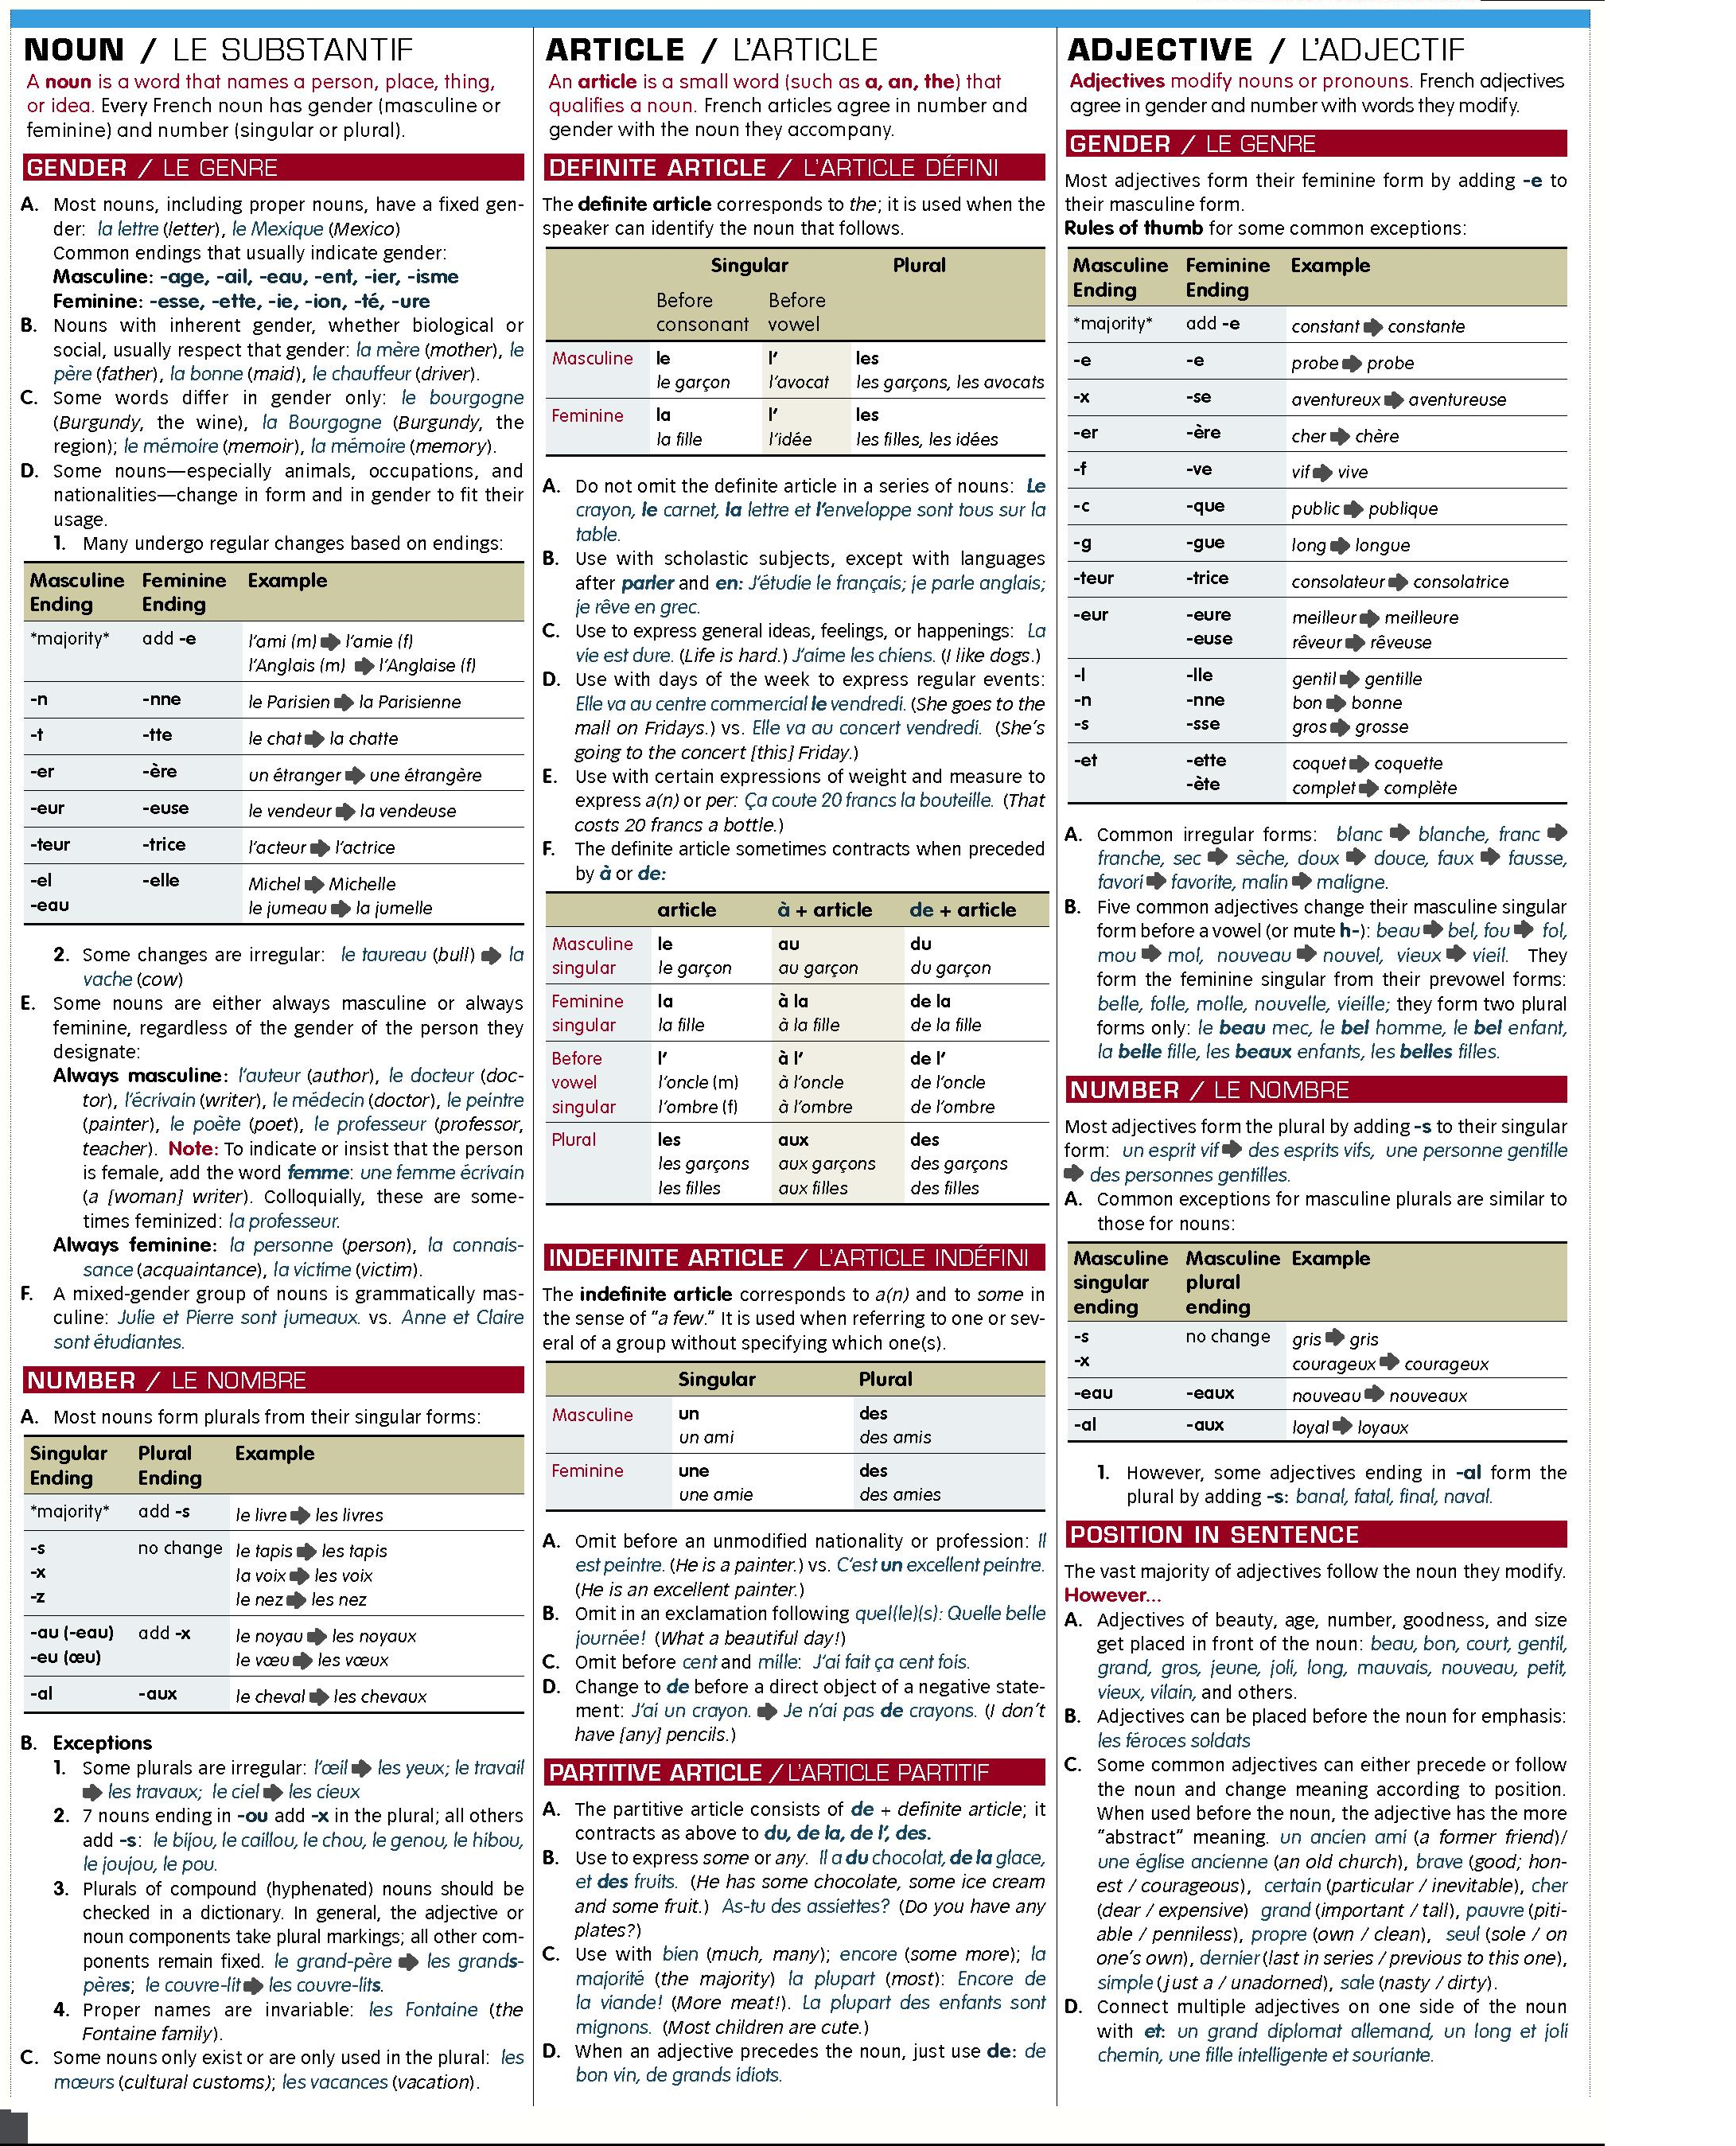 NOUN / LE SUBSTANTIF
A noun is a word that names a person, place, thing,
or idea. Every French noun has gender (masculine or
feminine) and number (singular or plural).
GENDER / LE GENRE
A. Most nouns, including proper nouns, have a fixed gen-
der: la lettre (letter), le Mexique (Mexico)
Common endings that usually indicate gender:
Masculine: -age, -ail, -eau, -ent, -ier, -isme
Feminine: -esse, -ette, -ie, -ion, -té, -ure
B. Nouns with inherent gender, whether biological or
social, usually respect that gender: la mère (mother), le
père (father), la bonne (maid), le chauffeur (driver).
C. Some words differ in gender only: le bourgogne
(Burgundy, the wine), la Bourgogne (Burgundy, the
region); le mémoire (memoir), la mémoire (memory).
D. Some nouns—especially animals, occupations, and
nationalities—change in form and in gender to fit their
usage.
1. Many undergo regular changes based on endings:
Masculine Feminine Example
Ending Ending
*majority* add -e l'ami (m) ➡ l'amie (f)
l'Anglais (m) ➡ l'Anglaise (f)
-n -nne le Parisien ➡ la Parisienne
-t -tte le chat ➡ la chatte
-er -ère un étranger ➡ une étrangère
-eur -euse le vendeur ➡ la vendeuse
-teur -trice l'acteur ➡ l'actrice
-el -elle Michel ➡ Michelle
-eau le jumeau ➡ la jumelle
2. Some changes are irregular: le taureau (bull) ➡ la
vache (cow)
E. Some nouns are either always masculine or always
feminine, regardless of the gender of the person they
designate:
Always masculine: l'auteur (author), le docteur (doc-
tor), l'écrivain (writer), le médecin (doctor), le peintre
(painter), le poète (poet), le professeur (professor,
teacher). Note: To indicate or insist that the person
is female, add the word femme: une femme écrivain
(a [woman] writer). Colloquially, these are some-
times feminized: la professeur.
Always feminine: la personne (person), la connais-
sance (acquaintance), la victime (victim).
F. A mixed-gender group of nouns is grammatically mas-
culine: Julie et Pierre sont jumeaux. vs. Anne et Claire
sont étudiantes.
NUMBER / LE NOMBRE
A. Most nouns form plurals from their singular forms:
Singular Plural Example
Ending Ending
*majority* add -s le livre ➡ les livres
-s no change le tapis ➡ les tapis
-x la voix ➡ les voix
-z le nez ➡ les nez
-au (-eau) add -x le noyau ➡ les noyaux
-eu (œu) le vœu ➡ les vœux
-al -aux le cheval ➡ les chevaux
B. Exceptions
1. Some plurals are irregular: l'œil ➡ les yeux; le travail
➡ les travaux; le ciel ➡ les cieux
2. 7 nouns ending in -ou add -x in the plural; all others
add -s: le bijou, le caillou, le chou, le genou, le hibou,
le joujou, le pou.
3. Plurals of compound (hyphenated) nouns should be
checked in a dictionary. In general, the adjective or
noun components take plural markings; all other com-
ponents remain fixed. le grand-père ➡ les grands-
pères; le couvre-lit ➡ les couvre-lits.
4. Proper names are invariable: les Fontaine (the
Fontaine family).
C. Some nouns only exist or are only used in the plural: les
mœurs (cultural customs); les vacances (vacation).
ARTICLE / L'ARTICLE
An article is a small word (such as a, an, the) that
qualifies a noun. French articles agree in number and
gender with the noun they accompany.
DEFINITE ARTICLE / L'ARTICLE DÉFINI
The definite article corresponds to the; it is used when the
speaker can identify the noun that follows.
Singular Plural
Before Before
consonant vowel
Masculine le l' les
le garçon l'avocat les garçons, les avocats
Feminine la l' les
la fille l'idée les filles, les idées
A. Do not omit the definite article in a series of nouns: Le
crayon, le carnet, la lettre et l'enveloppe sont tous sur la
table.
B. Use with scholastic subjects, except with languages
after parler and en: J'étudie le français; je parle anglais;
je rêve en grec.
C. Use to express general ideas, feelings, or happenings: La
vie est dure. (Life is hard.) J'aime les chiens. (I like dogs.)
D. Use with days of the week to express regular events:
Elle va au centre commercial le vendredi. (She goes to the
mall on Fridays.) vs. Elle va au concert vendredi. (She's
going to the concert [this] Friday.)
E. Use with certain expressions of weight and measure to
express a(n) or per: Ça coute 20 francs la bouteille. (That
costs 20 francs a bottle.)
F. The definite article sometimes contracts when preceded
by à or de:
article à + article de + article
Masculine le au du
singular le garçon au garçon du garçon
Feminine la à la de la
singular la fille à la fille de la fille
Before l' à l' de l'
vowel l'oncle (m) à l'oncle de l'oncle
singular l'ombre (f) à l'ombre de l'ombre
Plural les aux des
les garçons aux garçons des garçons
les filles aux filles des filles
INDEFINITE ARTICLE / L'ARTICLE INDÉFINI
The indefinite article corresponds to a(n) and to some in
the sense of "a few." It is used when referring to one or sev-
eral of a group without specifying which one(s).
Singular Plural
Masculine un des
un ami des amis
Feminine une des
une amie des amies
A. Omit before an unmodified nationality or profession: Il
est peintre. (He is a painter.) vs. C'est un excellent peintre.
(He is an excellent painter.)
B. Omit in an exclamation following quel(le)(s): Quelle belle
journée! (What a beautiful day!)
C. Omit before cent and mille: J'ai fait ça cent fois.
D. Change to de before a direct object of a negative state-
ment: J'ai un crayon. ➡ Je n'ai pas de crayons. (I don't
have [any] pencils.)
PARTITIVE ARTICLE / L'ARTICLE PARTITIF
A. The partitive article consists of de + definite article; it
contracts as above to du, de la, de l', des.
B. Use to express some or any. Il a du chocolat, de la glace,
et des fruits. (He has some chocolate, some ice cream
and some fruit.) As-tu des assiettes? (Do you have any
plates?)
C. Use with bien (much, many); encore (some more); la
majorité (the majority) la plupart (most): Encore de
la viande! (More meat!). La plupart des enfants sont
mignons. (Most children are cute.)
D. When an adjective precedes the noun, just use de: de
bon vin, de grands idiots.
ADJECTIVE / L'ADJECTIF
Adjectives modify nouns or pronouns. French adjectives
agree in gender and number with words they modify.
GENDER / LE GENRE
Most adjectives form their feminine form by adding -e to
their masculine form.
Rules of thumb for some common exceptions:
Masculine Feminine Example
Ending Ending
*majority* add -e constant ➡ constante
-e -e probe ➡ probe
-x -se aventureux ➡ aventureuse
-er -ère cher ➡ chère
-f -ve vif ➡ vive
-c -que public ➡ publique
-g -gue long ➡ longue
-teur -trice consolateur ➡ consolatrice
-eur -eure meilleur ➡ meilleure
-euse rêveur ➡ rêveuse
-l -lle gentil ➡ gentille
-n -nne bon ➡ bonne
-s -sse gros ➡ grosse
-et -ette coquet ➡ coquette
-ète complet ➡ complète
A. Common irregular forms: blanc ➡ blanche, franc ➡
franche, sec ➡ sèche, doux ➡ douce, faux ➡ fausse,
favori ➡ favorite, malin ➡ maligne.
B. Five common adjectives change their masculine singular
form before a vowel (or mute h-): beau ➡ bel, fou ➡ fol,
mou ➡ mol, nouveau ➡ nouvel, vieux ➡ vieil. They
form the feminine singular from their prevowel forms:
belle, folle, molle, nouvelle, vieille; they form two plural
forms only: le beau mec, le bel homme, le bel enfant,
la belle fille, les beaux enfants, les belles filles.
NUMBER / LE NOMBRE
Most adjectives form the plural by adding -s to their singular
form: un esprit vif ➡ des esprits vifs, une personne gentille
➡ des personnes gentilles.
A. Common exceptions for masculine plurals are similar to
those for nouns:
Masculine Masculine Example
singular plural
ending ending
-s no change gris ➡ gris
-x courageux ➡ courageux
-eau -eaux nouveau ➡ nouveaux
-al -aux loyal ➡ loyaux
1. However, some adjectives ending in -al form the
plural by adding -s: banal, fatal, final, naval.
POSITION IN SENTENCE
The vast majority of adjectives follow the noun they modify.
However...
A. Adjectives of beauty, age, number, goodness, and size
get placed in front of the noun: beau, bon, court, gentil,
grand, gros, jeune, joli, long, mauvais, nouveau, petit,
vieux, vilain, and others.
B. Adjectives can be placed before the noun for emphasis:
les féroces soldats
C. Some common adjectives can either precede or follow
the noun and change meaning according to position.
When used before the noun, the adjective has the more
"abstract" meaning. un ancien ami (a former friend)/
une église ancienne (an old church), brave (good; hon-
est / courageous), certain (particular / inevitable), cher
(dear / expensive) grand (important / tall), pauvre (piti-
able / penniless), propre (own / clean), seul (sole / on
one's own), dernier (last in series / previous to this one),
simple (just a / unadorned), sale (nasty / dirty).
D. Connect multiple adjectives on one side of the noun
with et: un grand diplomat allemand, un long et joli
chemin, une fille intelligente et souriante.